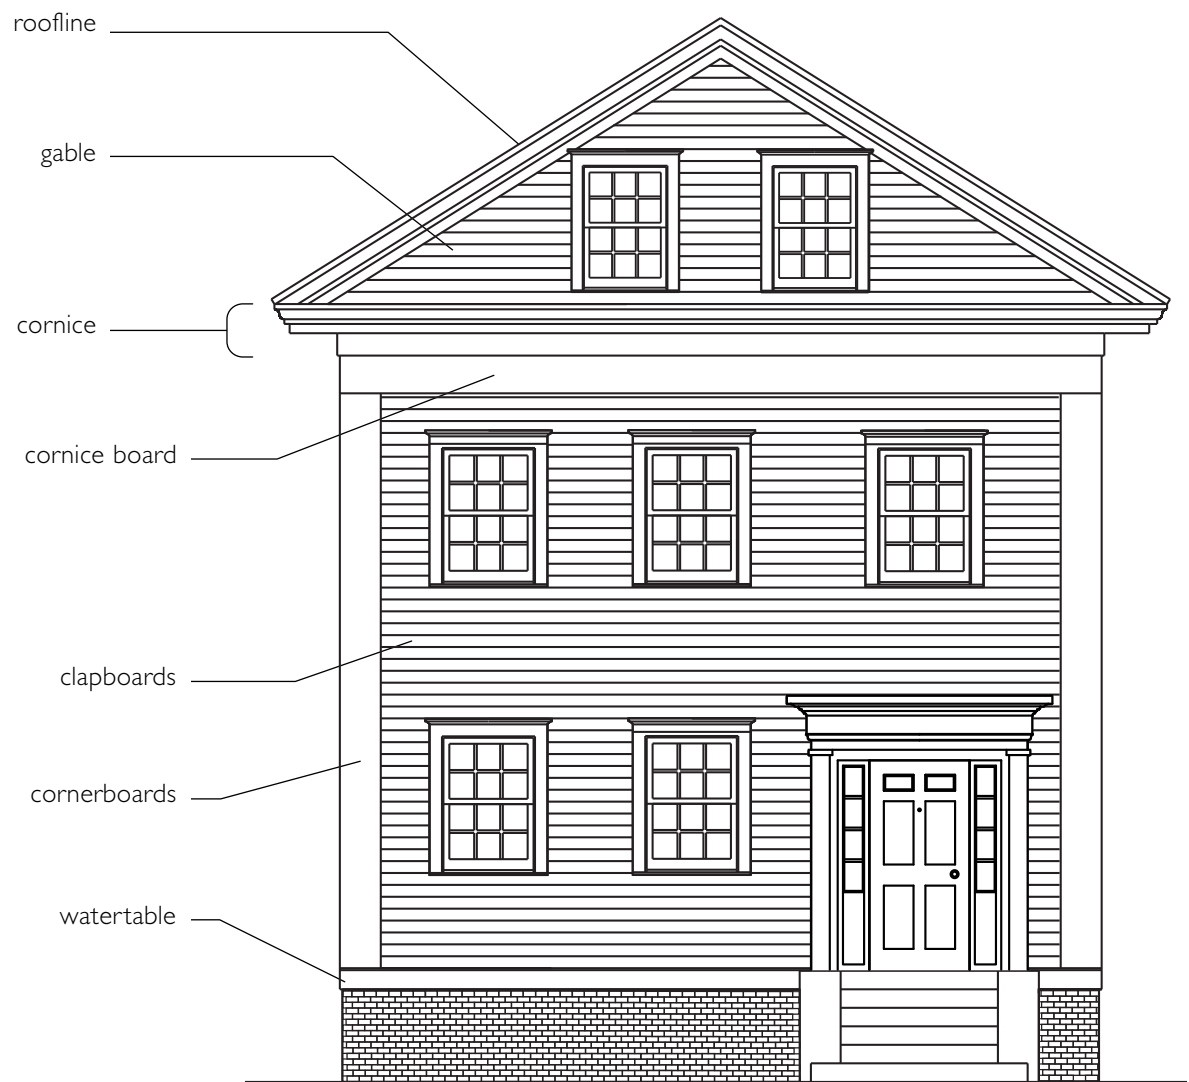 roofline
gable
cornice
cornice board
clapboards
cornerboards
watertable